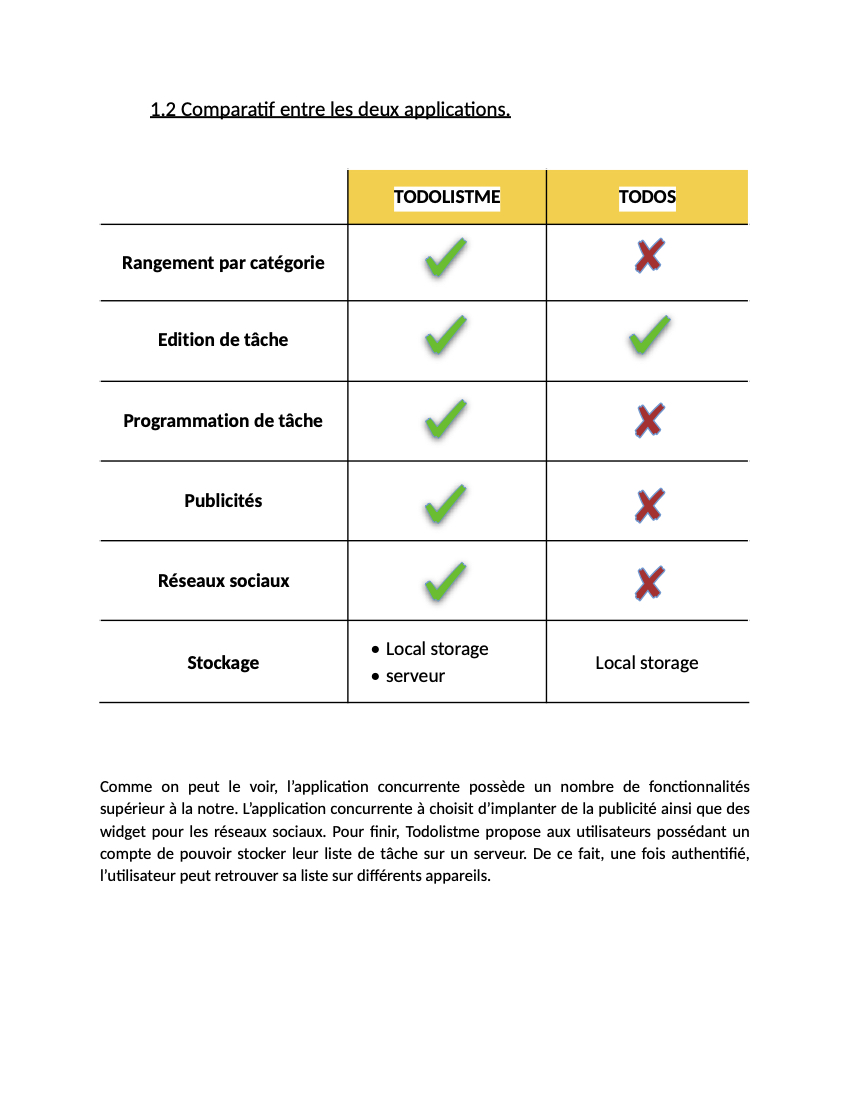 1.2 Comparatif entre les deux applications.
TODOLISTME TODOS
Rangement par catégorie ✔ ✘
Edition de tâche ✔ ✔
Programmation de tâche ✔ ✘
Publicités ✔ ✘
Réseaux sociaux ✔ ✘
• Local storage
Stockage Local storage
• serveur
Comme on peut le voir, l’application concurrente possède un nombre de fonctionnalités
supérieur à la notre. L’application concurrente à choisit d’implanter de la publicité ainsi que des
widget pour les réseaux sociaux. Pour finir, Todolistme propose aux utilisateurs possédant un
compte de pouvoir stocker leur liste de tâche sur un serveur. De ce fait, une fois authentifié,
l’utilisateur peut retrouver sa liste sur différents appareils.